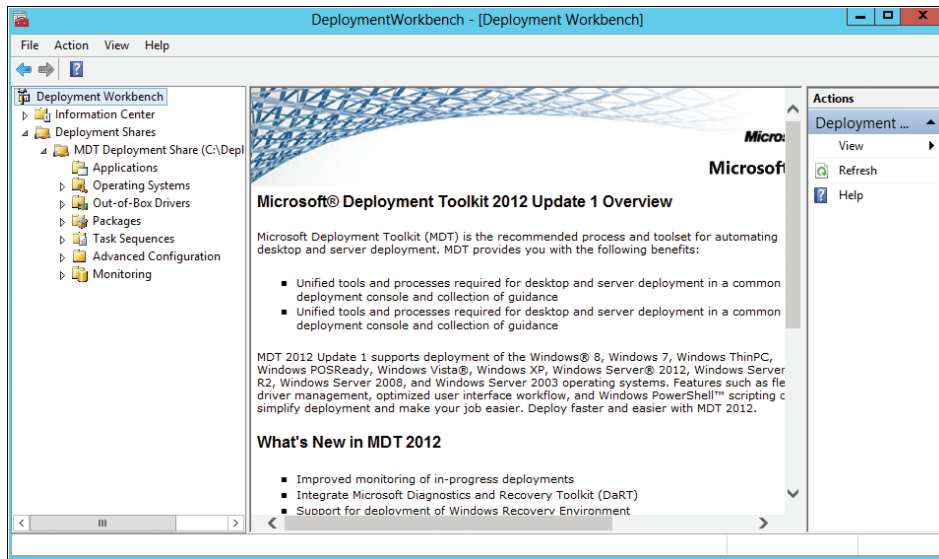 DeploymentWorkbench - [Deployment Workbench]
File Action View Help
Deployment Workbench
Information Center
Deployment Shares
MDT Deployment Share (C:\Depl
Applications
Operating Systems
Out-of-Box Drivers
Packages
Task Sequences
Advanced Configuration
Monitoring
Micros
Microsoft
Microsoft® Deployment Toolkit 2012 Update 1 Overview
Microsoft Deployment Toolkit (MDT) is the recommended process and toolset for automating
desktop and server deployment. MDT provides you with the following benefits:
Unified tools and processes required for desktop and server deployment in a common
deployment console and collection of guidance
Unified tools and processes required for desktop and server deployment in a common
deployment console and collection of guidance
MDT 2012 Update 1 supports deployment of the Windows® 8, Windows 7, Windows ThinPC,
Windows POSReady, Windows Vista®, Windows XP, Windows Server® 2012, Windows Server
R2, Windows Server 2008, and Windows Server 2003 operating systems. Features such as fle
driver management, optimized user interface workflow, and Windows PowerShell™ scripting c
simplify deployment and make your job easier. Deploy faster and easier with MDT 2012.
What's New in MDT 2012
Improved monitoring of in-progress deployments
Integrate Microsoft Diagnostics and Recovery Toolkit (DaRT)
Support for deployment of Windows Recovery Environment
Actions
Deployment ...
View
Refresh
Help